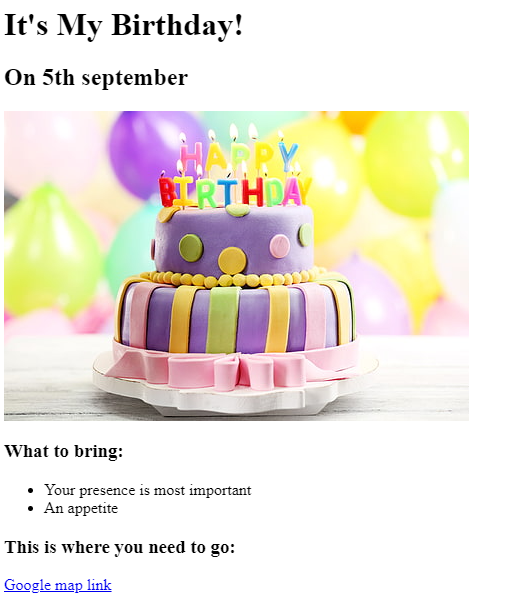 It's My Birthday!
On 5th september
HAPPY
BIRTHDAY
What to bring:
Your presence is most important
An appetite
This is where you need to go:
Google map link